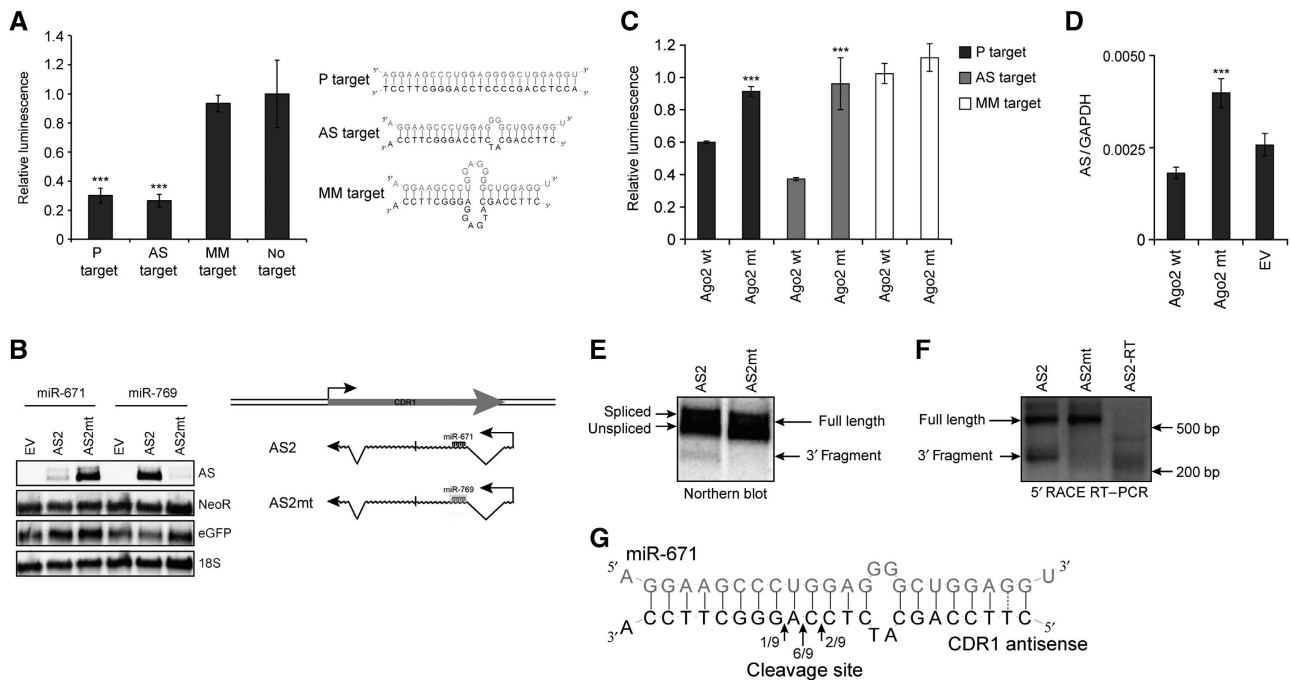 A
Relative luminescence
1.4
1.2
1.0
0.8
0.6
0.4
0.2
0
***
***
P target
AS target
MM target
No target
P target
5′ AGGAAGCCCUGGAGGGGCUGGAGGU 3′
3′ TCCTTCGGGACCTCCCCGACCTCCA 5′
AS target
5′ A GGAAGCCCUGGAG GG GCUGGAGG U 3′
3′ A CCTTCGGGACCTC TA CGACCTTC 5′
MM target
B
miR-671
miR-769
EV
AS2
AS2mt
EV
AS2
AS2mt
AS
NeoR
eGFP
18S
CDR1
AS2
miR-671
AS2mt
miR-769
C
Relative luminescence
1.2
1.0
0.8
0.6
0.4
0.2
0
***
***
Ago2 wt
Ago2 mt
Ago2 wt
Ago2 mt
Ago2 wt
Ago2 mt
P target
AS target
MM target
D
AS/GAPDH
0.0050
0.0025
0
***
Ago2 wt
Ago2 mt
EV
E
AS2
AS2mt
Spliced
Unspliced
Full length
3′ Fragment
Northern blot
F
AS2
AS2mt
AS2-RT
Full length
3′ Fragment
500 bp
200 bp
5′ RACE RT–PCR
G
miR-671
5′ A GGAAGCCCUGGAG GG GCUGGAGG U 3′
3′ A CCTTCGGGACCTC TA CGACCTTC 5′
1/9
6/9
2/9
Cleavage site
CDR1 antisense